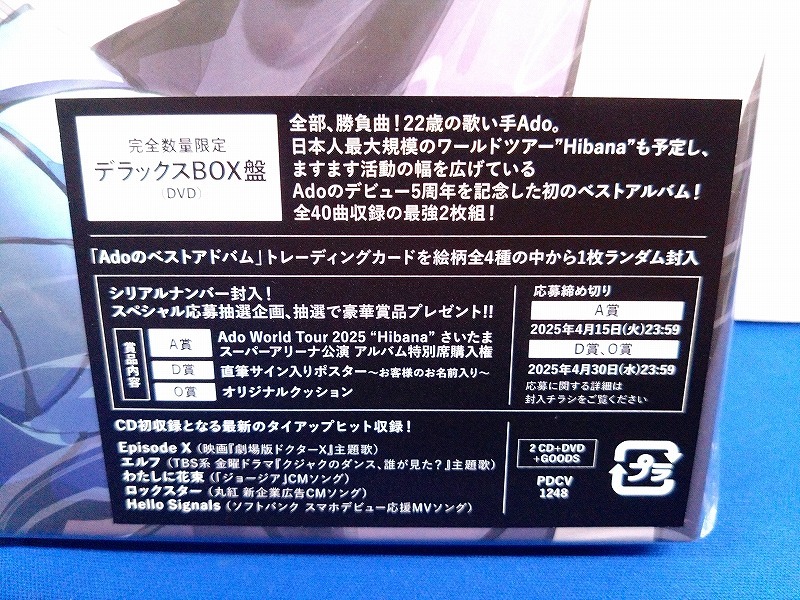 完全数量限定
デラックスBOX盤
(DVD)
全部、勝負曲！22歳の歌い手Ado。
日本人最大規模のワールドツアー"Hibana"も予定し、
ますます活動の幅を広げている
Adoのデビュー5周年を記念した初のベストアルバム！
全40曲収録の最強2枚組！
「Adoのベストアドバム」トレーディングカードを絵柄全4種の中から1枚ランダム封入
シリアルナンバー封入！
スペシャル応募抽選企画、抽選で豪華賞品プレゼント!!
賞品内容
A賞
Ado World Tour 2025 “Hibana” さいたま
スーパーアリーナ公演 アルバム特別席購入権
D賞
直筆サイン入りポスター～お客様のお名前入り～
O賞
オリジナルクッション
応募締め切り
A賞
2025年4月15日(火)23:59
D賞、O賞
2025年4月30日(水)23:59
応募に関する詳細は
封入チラシをご覧ください
CD初収録となる最新のタイアップヒット収録！
Episode X（映画『劇場版ドクターX』主題歌）
エルフ（TBS系 金曜ドラマ『クジャクのダンス、誰が見た？』主題歌）
わたしに花束（「ジョージア」CMソング）
ロックスター（丸紅 新企業広告CMソング）
Hello Signals（ソフトバンク スマホデビュー応援MVソング）
2 CD+DVD
+GOODS
PDCV
1248
プラ